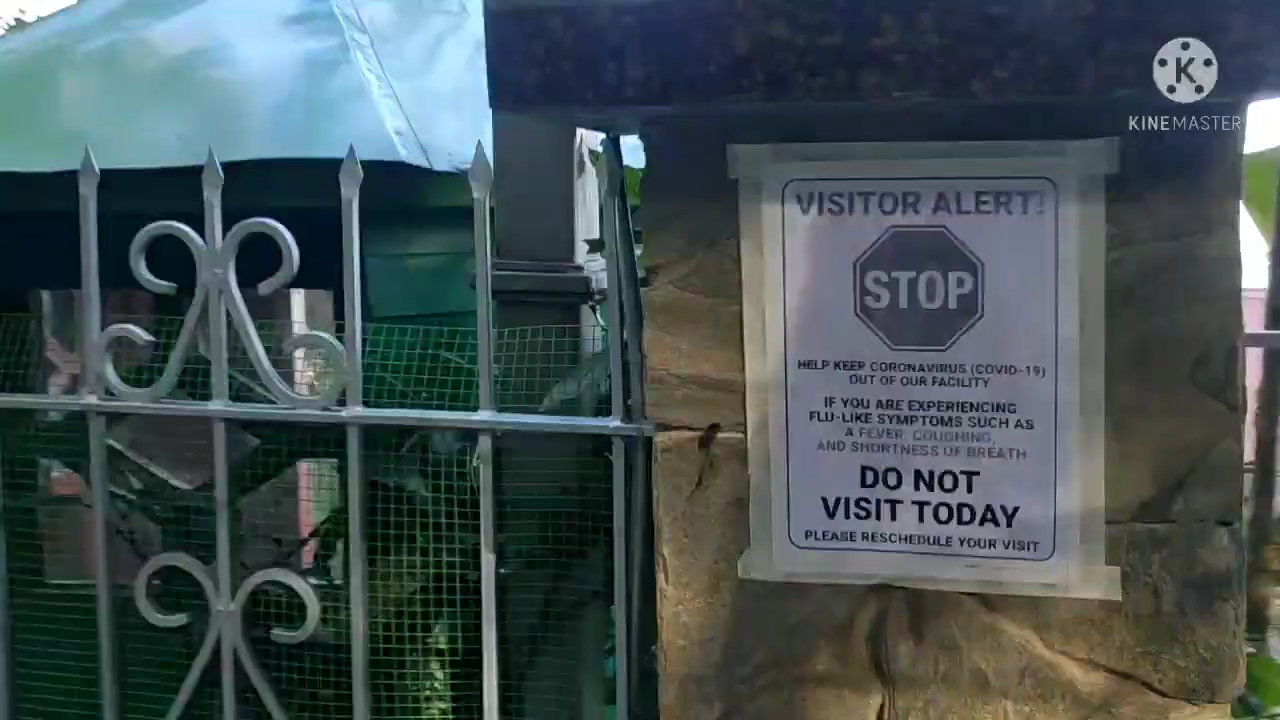 K
KINEMASTER
VISITOR ALERT!
STOP
HELP KEEP CORONAVIRUS (COVID-19)
OUT OF OUR FACILITY
IF YOU ARE EXPERIENCING
FLU-LIKE SYMPTOMS SUCH AS
A FEVER, COUGHING,
AND SHORTNESS OF BREATH
DO NOT
VISIT TODAY
PLEASE RESCHEDULE YOUR VISIT